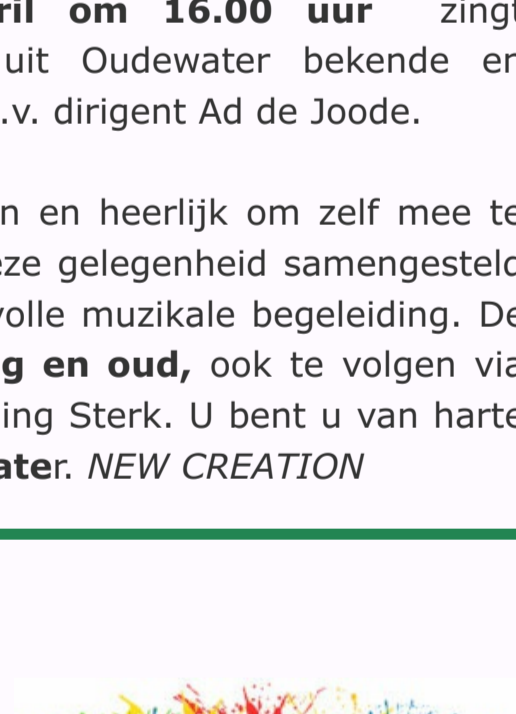 ril om 16.00 uur zingt
uit Oudewater bekende er
.v. dirigent Ad de Joode.
n en heerlijk om zelf mee te
eze gelegenheid samengesteld
volle muzikale begeleiding. De
g en oud, ook te volgen via
ing Sterk. U bent u van harte
ater. NEW CREATION